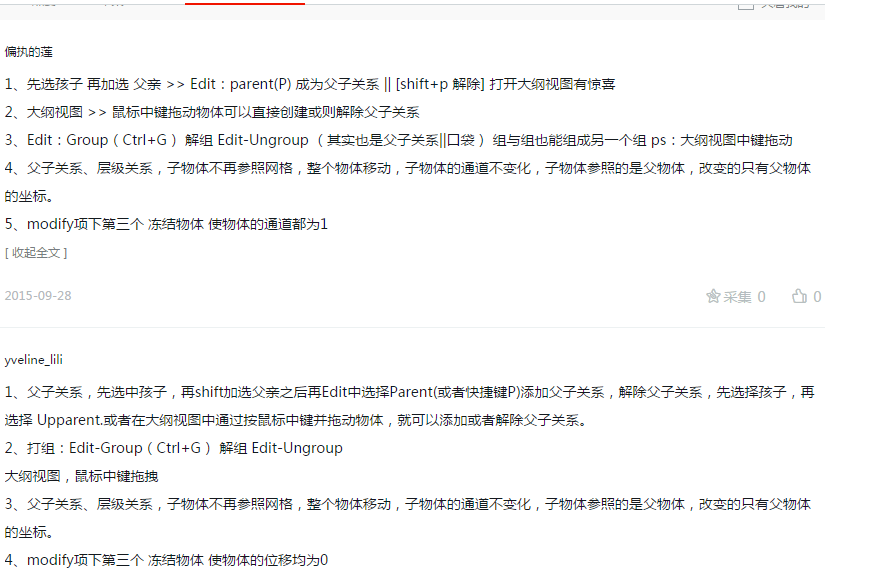 偏执的莲
1、先选孩子 再加选 父亲 >> Edit：parent(P) 成为父子关系 || [shift+p 解除] 打开大纲视图有惊喜
2、大纲视图 >> 鼠标中键拖动物体可以直接创建或则解除父子关系
3、Edit：Group（Ctrl+G） 解组 Edit-Ungroup （其实也是父子关系||口袋） 组与组也能组成另一个组 ps：大纲视图中键拖动
4、父子关系、层级关系，子物体不再参照网格，整个物体移动，子物体的通道不变化，子物体参照的是父物体，改变的只有父物体
的坐标。
5、modify项下第三个 冻结物体 使物体的通道都为1
[ 收起全文 ]
2015-09-28 采集 0 0
yveline_lili
1、父子关系，先选中孩子，再shift加选父亲之后再Edit中选择Parent(或者快捷键P)添加父子关系，解除父子关系，先选择孩子，再
选择 Upparent.或者在大纲视图中通过按鼠标中键并拖动物体，就可以添加或者解除父子关系。
2、打组：Edit-Group（Ctrl+G） 解组 Edit-Ungroup
大纲视图，鼠标中键拖拽
3、父子关系、层级关系，子物体不再参照网格，整个物体移动，子物体的通道不变化，子物体参照的是父物体，改变的只有父物体
的坐标。
4、modify项下第三个 冻结物体 使物体的位移均为0